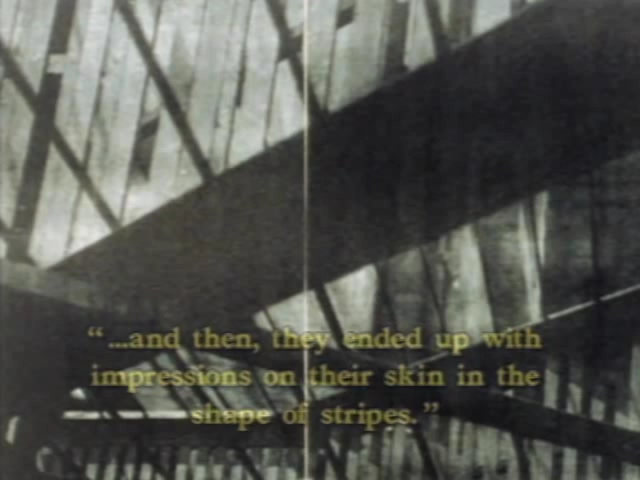 “...and then, they ended up with
impressions on their skin in the
shape of stripes.”